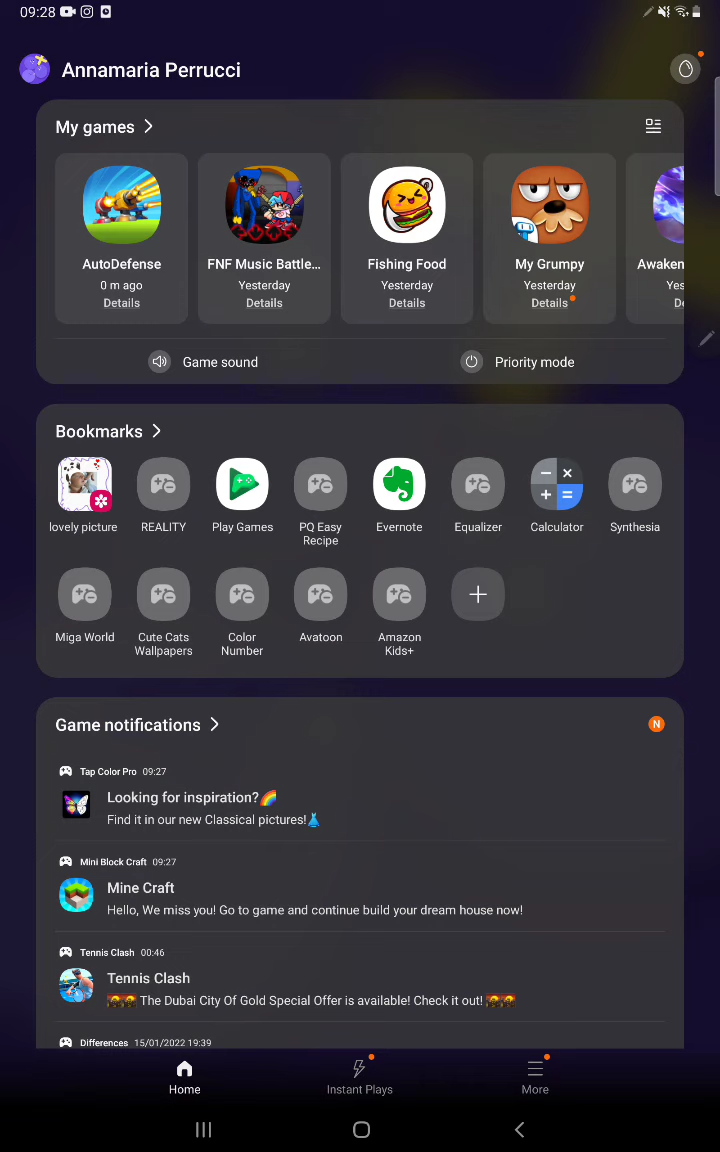 09:28
Annamaria Perrucci
My games
AutoDefense
0 m ago
Details
FNF Music Battle...
Yesterday
Details
Fishing Food
Yesterday
Details
My Grumpy
Yesterday
Details
Awaken
Yes
De
Game sound
Priority mode
Bookmarks
lovely picture
REALITY
Play Games
PQ Easy
Recipe
Evernote
Equalizer
Calculator
Synthesia
Miga World
Cute Cats
Wallpapers
Color
Number
Avatoon
Amazon
Kids+
Game notifications
N
Tap Color Pro 09:27
Looking for inspiration?🌈
Find it in our new Classical pictures!👗
Mini Block Craft 09:27
Mine Craft
Hello, We miss you! Go to game and continue build your dream house now!
Tennis Clash 00:46
Tennis Clash
The Dubai City Of Gold Special Offer is available! Check it out!
Differences 15/01/2022 19:39
Home
Instant Plays
More